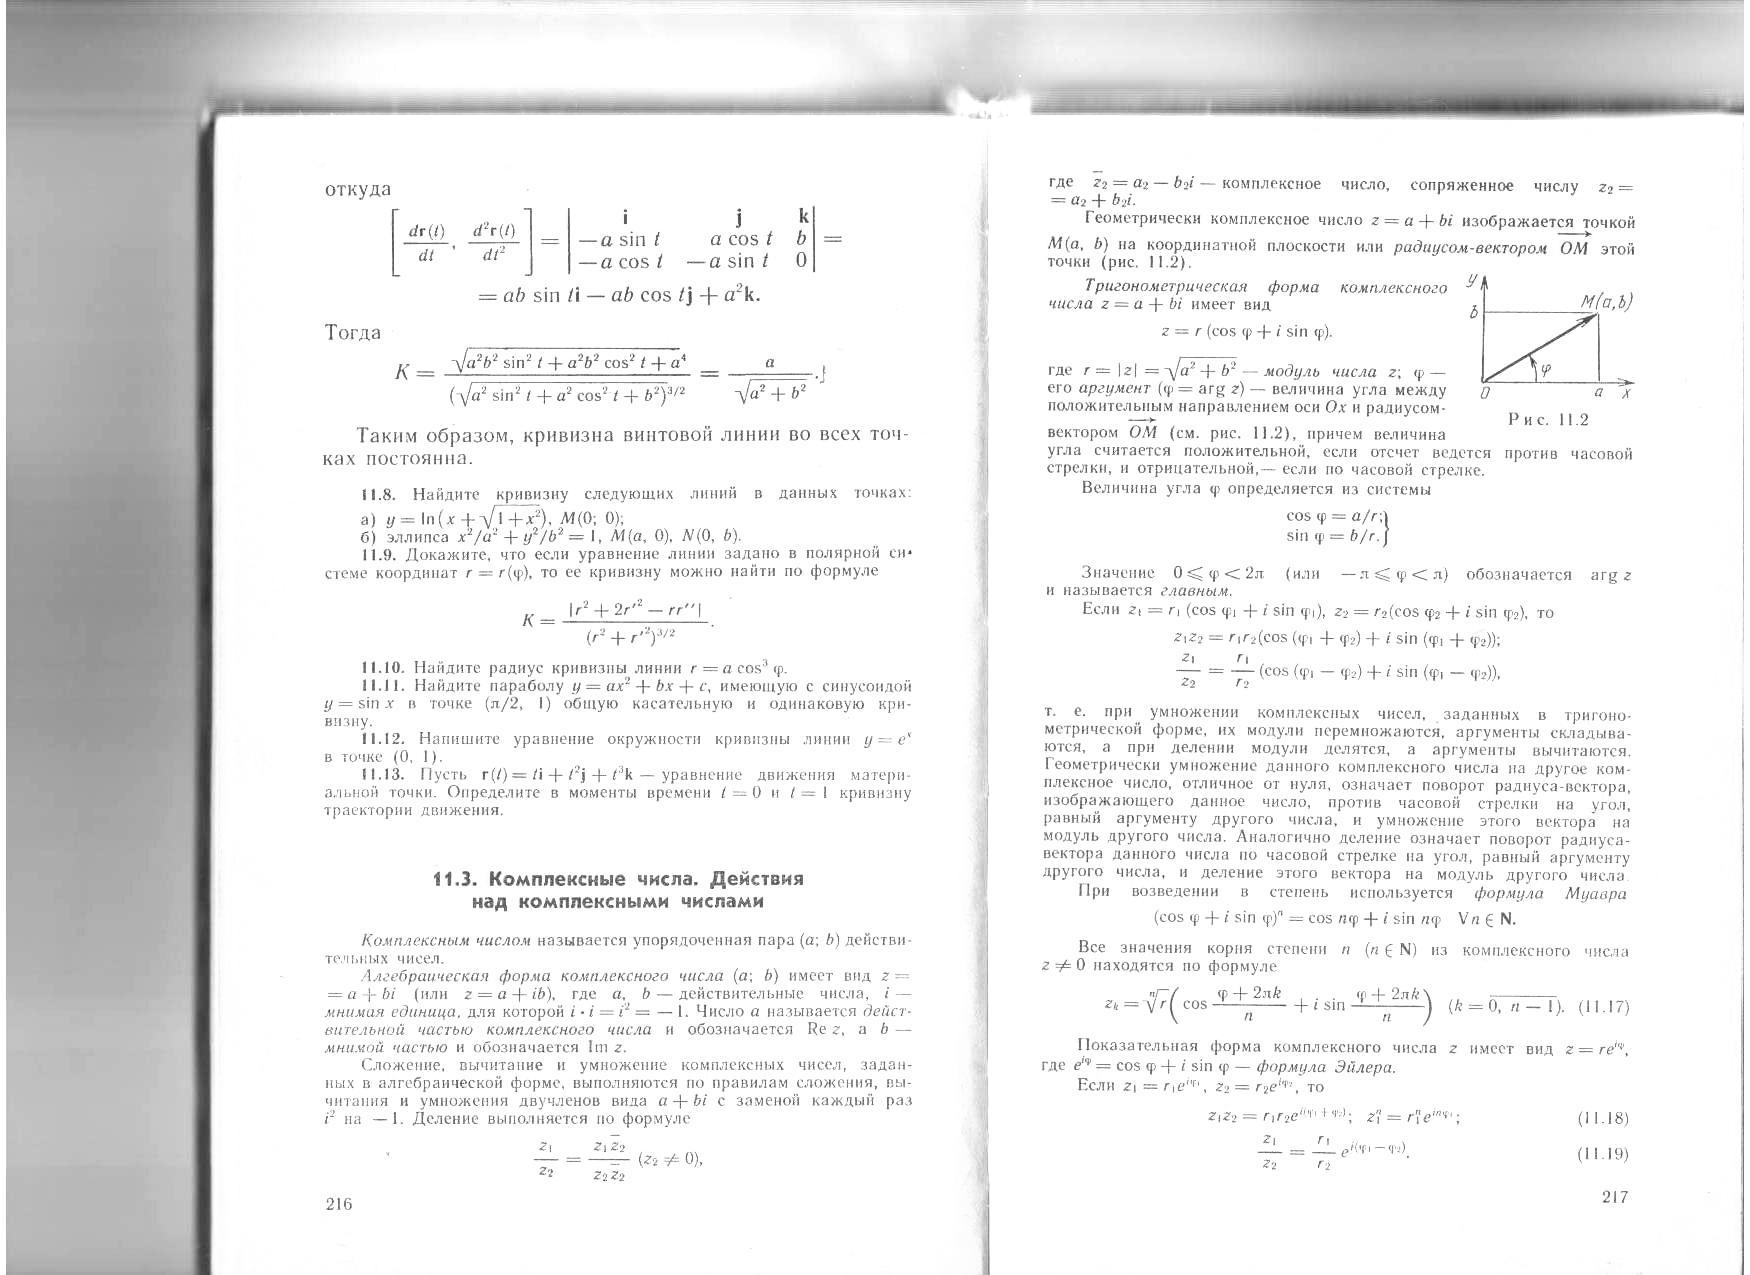 откуда
[ dr(t)/dt, d²r(t)/dt² ] = | i j k |
| —a sin t a cos t b | =
| —a cos t —a sin t 0 |
= ab sin ti — ab cos tj + a²k.
Тогда
K = √(a²b² sin² t + a²b² cos² t + a⁴) / (√(a² sin² t + a² cos² t + b²)^{3/2} = a / √(a² + b²).
Таким образом, кривизна винтовой линии во всех точ-
ках постоянна.
11.8. Найдите кривизну следующих линий в данных точках:
а) y = ln(x + √(1 + x²)), M(0; 0);
б) эллипса x²/a² + y²/b² = 1, M(a, 0), N(0, b).
11.9. Докажите, что если уравнение линии задано в полярной си-
стеме координат r = r(φ), то ее кривизну можно найти по формуле
K = |r² + 2r′² — rr″| / (r² + r′²)^{3/2}.
11.10. Найдите радиус кривизны линии r = a cos³ φ.
11.11. Найдите параболу y = ax² + bx + c, имеющую с синусоидой
y = sin x в точке (π/2, 1) общую касательную и одинаковую кри-
визну.
11.12. Напишите уравнение окружности кривизны линии y = eˣ
в точке (0, 1).
11.13. Пусть r(t) = ti + t²j + t³k — уравнение движения матери-
альной точки. Определите в моменты времени t = 0 и t = 1 кривизну
траектории движения.
11.3. Комплексные числа. Действия
над комплексными числами
Комплексным числом называется упорядоченная пара (a; b) действи-
тельных чисел.
Алгебраическая форма комплексного числа (a; b) имеет вид z =
= a + bi (или z = a + ib), где a, b — действительные числа, i —
мнимая единица, для которой i · i = i² = — 1. Число a называется дейст-
вительной частью комплексного числа и обозначается Re z, а b —
мнимой частью и обозначается Im z.
Сложение, вычитание и умножение комплексных чисел, задан-
ных в алгебраической форме, выполняются по правилам сложения, вы-
читания и умножения двучленов вида a + bi с заменой каждый раз
i² на — 1. Деление выполняется по формуле
z₁/z₂ = z₁z̄₂/z₂z̄₂ (z₂ ≠ 0),
216
где z̄₂ = a₂ — b₂i — комплексное число, сопряженное числу z₂ =
= a₂ + b₂i.
Геометрически комплексное число z = a + bi изображается точкой
M(a, b) на координатной плоскости или радиусом-вектором OM этой
точки (рис. 11.2).
Тригонометрическая форма комплексного
числа z = a + bi имеет вид
z = r (cos φ + i sin φ).
где r = |z| = √(a² + b²) — модуль числа z; φ —
его аргумент (φ = arg z) — величина угла между
положительным направлением оси Ox и радиусом-
вектором OM (см. рис. 11.2), причем величина
y
b
M(a,b)
φ
0
a
x
Рис. 11.2
угла считается положительной, если отсчет ведется против часовой
стрелки, и отрицательной,— если по часовой стрелке.
Величина угла φ определяется из системы
cos φ = a/r;
sin φ = b/r. }
Значение 0 ⩽ φ < 2π (или —π ⩽ φ < π) обозначается arg z
и называется главным.
Если z₁ = r₁ (cos φ₁ + i sin φ₁), z₂ = r₂(cos φ₂ + i sin φ₂), то
z₁z₂ = r₁r₂(cos (φ₁ + φ₂) + i sin (φ₁ + φ₂));
z₁/z₂ = r₁/r₂ (cos (φ₁ — φ₂) + i sin (φ₁ — φ₂)),
т. е. при умножении комплексных чисел, заданных в тригоно-
метрической форме, их модули перемножаются, аргументы складыва-
ются, а при делении модули делятся, а аргументы вычитаются.
Геометрически умножение данного комплексного числа на другое ком-
плексное число, отличное от нуля, означает поворот радиуса-вектора,
изображающего данное число, против часовой стрелки на угол,
равный аргументу другого числа, и умножение этого вектора на
модуль другого числа. Аналогично деление означает поворот радиуса-
вектора данного числа по часовой стрелке на угол, равный аргументу
другого числа, и деление этого вектора на модуль другого числа.
При возведении в степень используется формула Муавра
(cos φ + i sin φ)ⁿ = cos nφ + i sin nφ ∀n ∈ N.
Все значения корня степени n (n ∈ N) из комплексного числа
z ≠ 0 находятся по формуле
zₖ = ⁿ√r ( cos (φ + 2πk)/n + i sin (φ + 2πk)/n ) (k = 0, n — 1). (11.17)
Показательная форма комплексного числа z имеет вид z = re^{iφ},
где e^{iφ} = cos φ + i sin φ — формула Эйлера.
Если z₁ = r₁e^{iφ₁}, z₂ = r₂e^{iφ₂}, то
z₁z₂ = r₁r₂e^{i(φ₁ + φ₂)}; z₁ⁿ = r₁ⁿe^{inφ₁}; (11.18)
z₁/z₂ = r₁/r₂ e^{i(φ₁ — φ₂)}. (11.19)
217